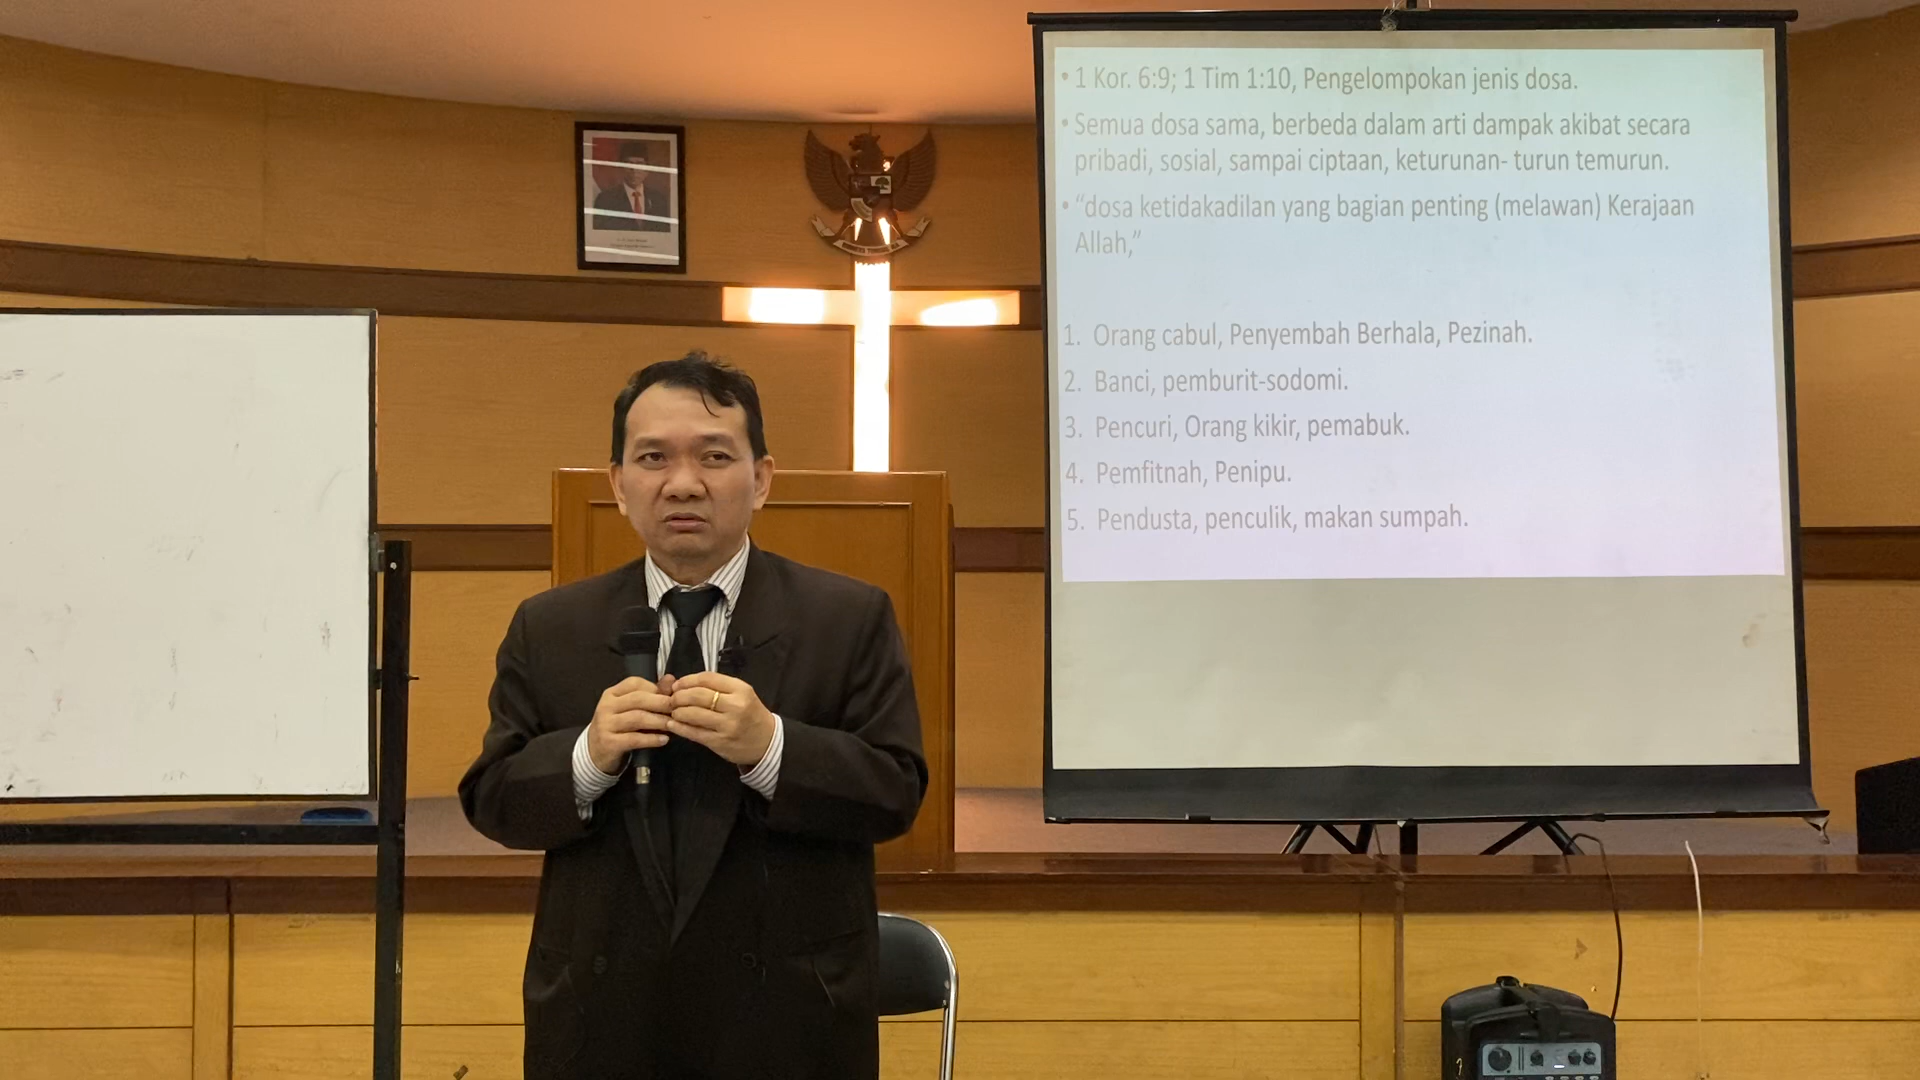 • 1 Kor. 6:9; 1 Tim 1:10, Pengelompokan jenis dosa.
• Semua dosa sama, berbeda dalam arti dampak akibat secara
pribadi, sosial, sampai ciptaan, keturunan- turun temurun.
• “dosa ketidakadilan yang bagian penting (melawan) Kerajaan
Allah,”
1. Orang cabul, Penyembah Berhala, Pezinah.
2. Banci, pemburit-sodomi.
3. Pencuri, Orang kikir, pemabuk.
4. Pemfitnah, Penipu.
5. Pendusta, penculik, makan sumpah.